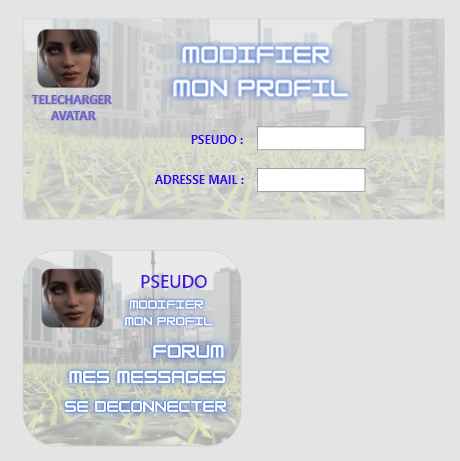 MODIFIER
MON PROFIL
TELECHARGER
AVATAR
PSEUDO :
ADRESSE MAIL :
PSEUDO
MODIFIER
MON PROFIL
FORUM
MES MESSAGES
SE DECONNECTER